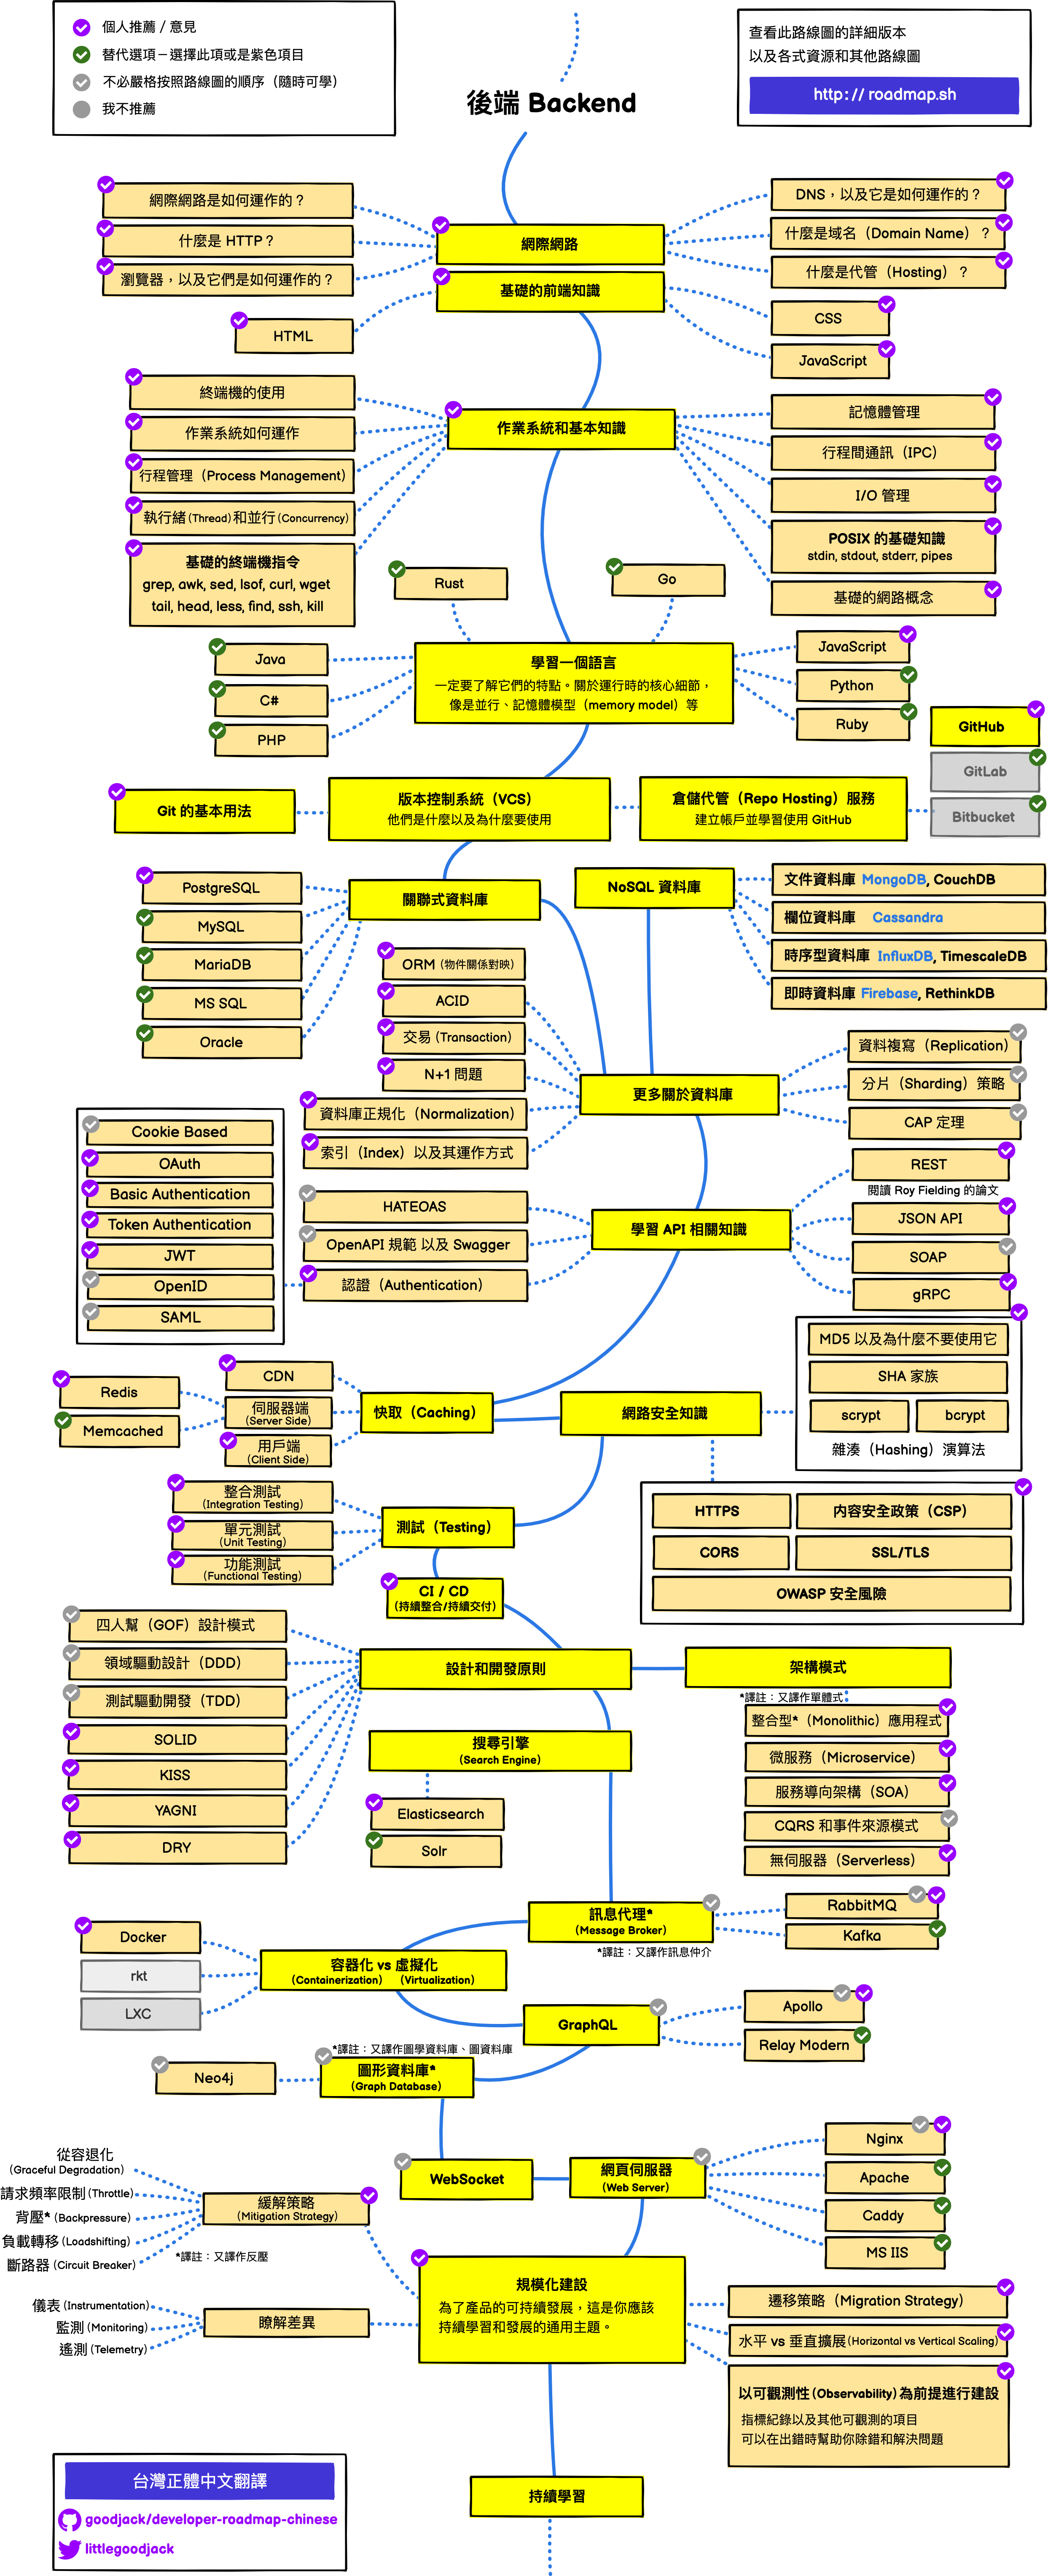 個人推薦 / 意見
替代選項－選擇此項或是紫色項目
不必嚴格按照路線圖的順序（隨時可學）
我不推薦
查看此路線圖的詳細版本
以及各式資源和其他路線圖
http://roadmap.sh
後端 Backend
網際網路是如何運作的？
什麼是 HTTP？
瀏覽器，以及它們是如何運作的？
網際網路
DNS，以及它是如何運作的？
什麼是域名（Domain Name）？
什麼是代管（Hosting）？
基礎的前端知識
HTML
CSS
JavaScript
終端機的使用
作業系統如何運作
行程管理（Process Management）
執行緒（Thread）和並行（Concurrency）
基礎的終端機指令
grep, awk, sed, lsof, curl, wget
tail, head, less, find, ssh, kill
作業系統和基本知識
記憶體管理
行程間通訊（IPC）
I/O 管理
POSIX 的基礎知識
stdin, stdout, stderr, pipes
基礎的網路概念
Rust
Go
Java
C#
PHP
學習一個語言
一定要了解它們的特點。關於運行時的核心細節，
像是並行、記憶體模型（memory model）等
JavaScript
Python
Ruby
GitHub
GitLab
Bitbucket
Git 的基本用法
版本控制系統（VCS）
他們是什麼以及為什麼要使用
倉儲代管（Repo Hosting）服務
建立帳戶並學習使用 GitHub
PostgreSQL
MySQL
MariaDB
MS SQL
Oracle
關聯式資料庫
NoSQL 資料庫
文件資料庫 MongoDB, CouchDB
欄位資料庫 Cassandra
時序型資料庫 InfluxDB, TimescaleDB
即時資料庫 Firebase, RethinkDB
ORM（物件關係對映）
ACID
交易（Transaction）
N+1 問題
資料庫正規化（Normalization）
索引（Index）以及其運作方式
更多關於資料庫
資料複寫（Replication）
分片（Sharding）策略
CAP 定理
Cookie Based
OAuth
Basic Authentication
Token Authentication
JWT
OpenID
SAML
HATEOAS
OpenAPI 規範 以及 Swagger
認證（Authentication）
學習 API 相關知識
REST
閱讀 Roy Fielding 的論文
JSON API
SOAP
gRPC
MD5 以及為什麼不要使用它
SHA 家族
scrypt
bcrypt
雜湊（Hashing）演算法
Redis
Memcached
CDN
伺服器端
（Server Side）
用戶端
（Client Side）
快取（Caching）
網路安全知識
HTTPS
內容安全政策（CSP）
CORS
SSL/TLS
OWASP 安全風險
整合測試
（Integration Testing）
單元測試
（Unit Testing）
功能測試
（Functional Testing）
測試（Testing）
CI / CD
（持續整合/持續交付）
四人幫（GOF）設計模式
領域驅動設計（DDD）
測試驅動開發（TDD）
SOLID
KISS
YAGNI
DRY
設計和開發原則
架構模式
*譯註：又譯作單體式
整合型*（Monolithic）應用程式
微服務（Microservice）
服務導向架構（SOA）
CQRS 和事件來源模式
無伺服器（Serverless）
搜尋引擎
（Search Engine）
Elasticsearch
Solr
訊息代理*
（Message Broker）
*譯註：又譯作訊息仲介
RabbitMQ
Kafka
Docker
rkt
LXC
容器化 vs 虛擬化
（Containerization） （Virtualization）
GraphQL
Apollo
Relay Modern
*譯註：又譯作圖學資料庫、圖資料庫
圖形資料庫*
（Graph Database）
Neo4j
WebSocket
網頁伺服器
（Web Server）
Nginx
Apache
Caddy
MS IIS
從容退化
（Graceful Degradation）
請求頻率限制（Throttle）
背壓*（Backpressure）
負載轉移（Loadshifting）
斷路器（Circuit Breaker）
緩解策略
（Mitigation Strategy）
*譯註：又譯作反壓
儀表（Instrumentation）
監測（Monitoring）
遙測（Telemetry）
瞭解差異
規模化建設
為了產品的可持續發展，這是你應該
持續學習和發展的通用主題。
遷移策略（Migration Strategy）
水平 vs 垂直擴展（Horizontal vs Vertical Scaling）
以可觀測性（Observability）為前提進行建設
指標紀錄以及其他可觀測的項目
可以在出錯時幫助你除錯和解決問題
持續學習
台灣正體中文翻譯
goodjack/developer-roadmap-chinese
littlegoodjack